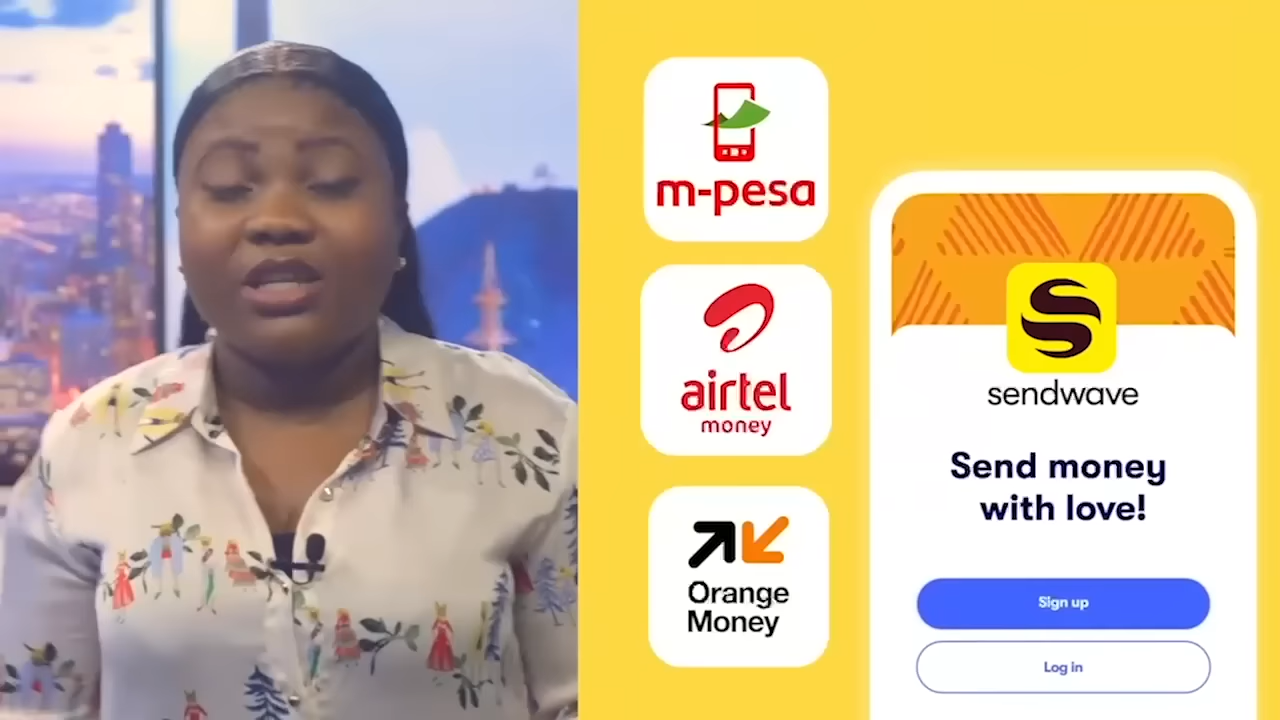 m-pesa
airtel
money
Orange
Money
sendwave
Send money
with love!
Sign up
Log in